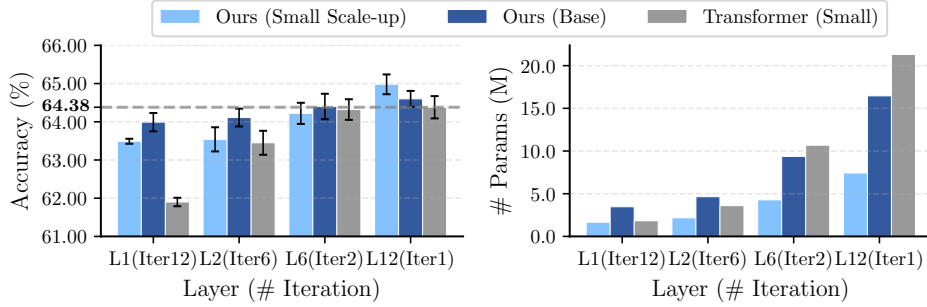 Ours (Small Scale-up) Ours (Base) Transformer (Small)
66.00
65.00
64.38
64.00
63.00
62.00
61.00
Accuracy (%)
L1(Iter12) L2(Iter6) L6(Iter2) L12(Iter1)
Layer (# Iteration)
20.0
15.0
10.0
5.0
0.0
# Params (M)
L1(Iter12) L2(Iter6) L6(Iter2) L12(Iter1)
Layer (# Iteration)